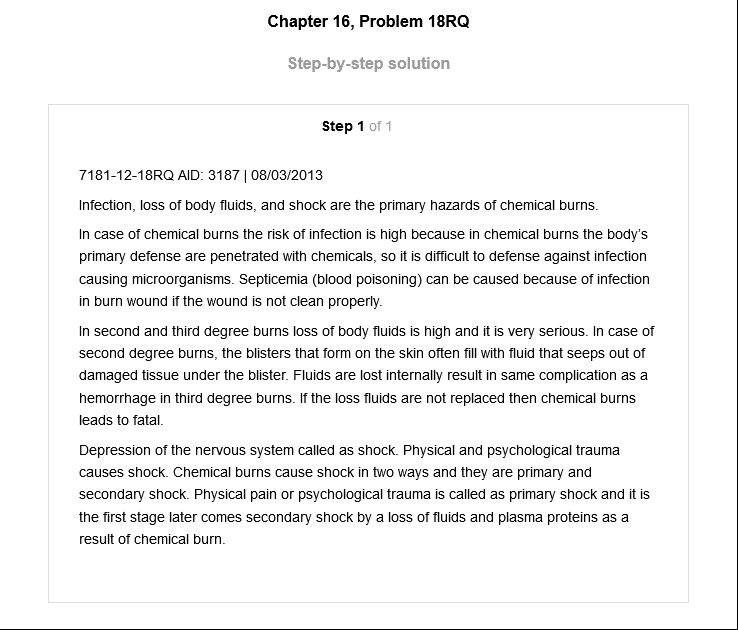 Chapter 16, Problem 18RQ
Step-by-step solution
Step 1 of 1
7181-12-18RQ AID: 3187 | 08/03/2013
Infection, loss of body fluids, and shock are the primary hazards of chemical burns.
In case of chemical burns the risk of infection is high because in chemical burns the body's
primary defense are penetrated with chemicals, so it is difficult to defense against infection
causing microorganisms. Septicemia (blood poisoning) can be caused because of infection
in burn wound if the wound is not clean properly.
In second and third degree burns loss of body fluids is high and it is very serious. In case of
second degree burns, the blisters that form on the skin often fill with fluid that seeps out of
damaged tissue under the blister. Fluids are lost internally result in same complication as a
hemorrhage in third degree burns. If the loss fluids are not replaced then chemical burns
leads to fatal.
Depression of the nervous system called as shock. Physical and psychological trauma
causes shock. Chemical burns cause shock in two ways and they are primary and
secondary shock. Physical pain or psychological trauma is called as primary shock and it is
the first stage later comes secondary shock by a loss of fluids and plasma proteins as a
result of chemical burn.